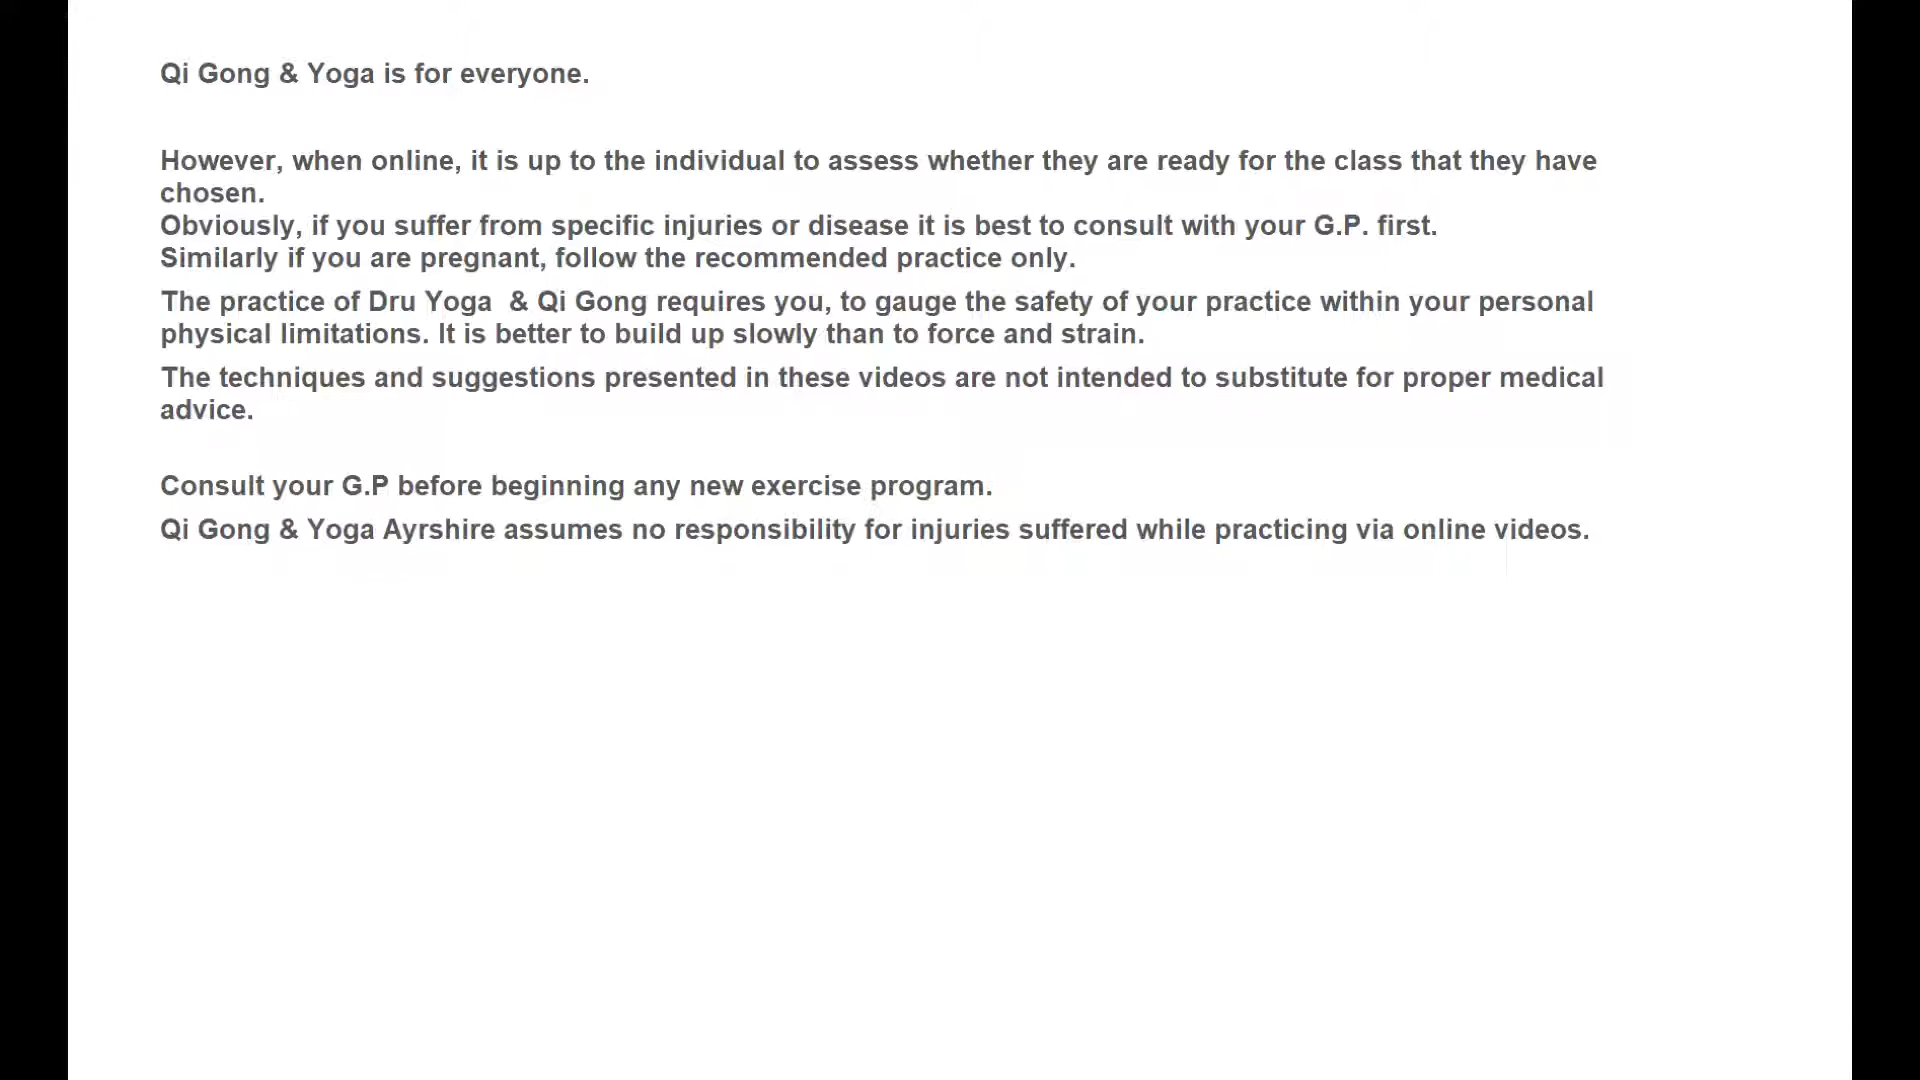 Qi Gong & Yoga is for everyone.
However, when online, it is up to the individual to assess whether they are ready for the class that they have
chosen.
Obviously, if you suffer from specific injuries or disease it is best to consult with your G.P. first.
Similarly if you are pregnant, follow the recommended practice only.
The practice of Dru Yoga  & Qi Gong requires you, to gauge the safety of your practice within your personal
physical limitations. It is better to build up slowly than to force and strain.
The techniques and suggestions presented in these videos are not intended to substitute for proper medical
advice.
Consult your G.P before beginning any new exercise program.
Qi Gong & Yoga Ayrshire assumes no responsibility for injuries suffered while practicing via online videos.